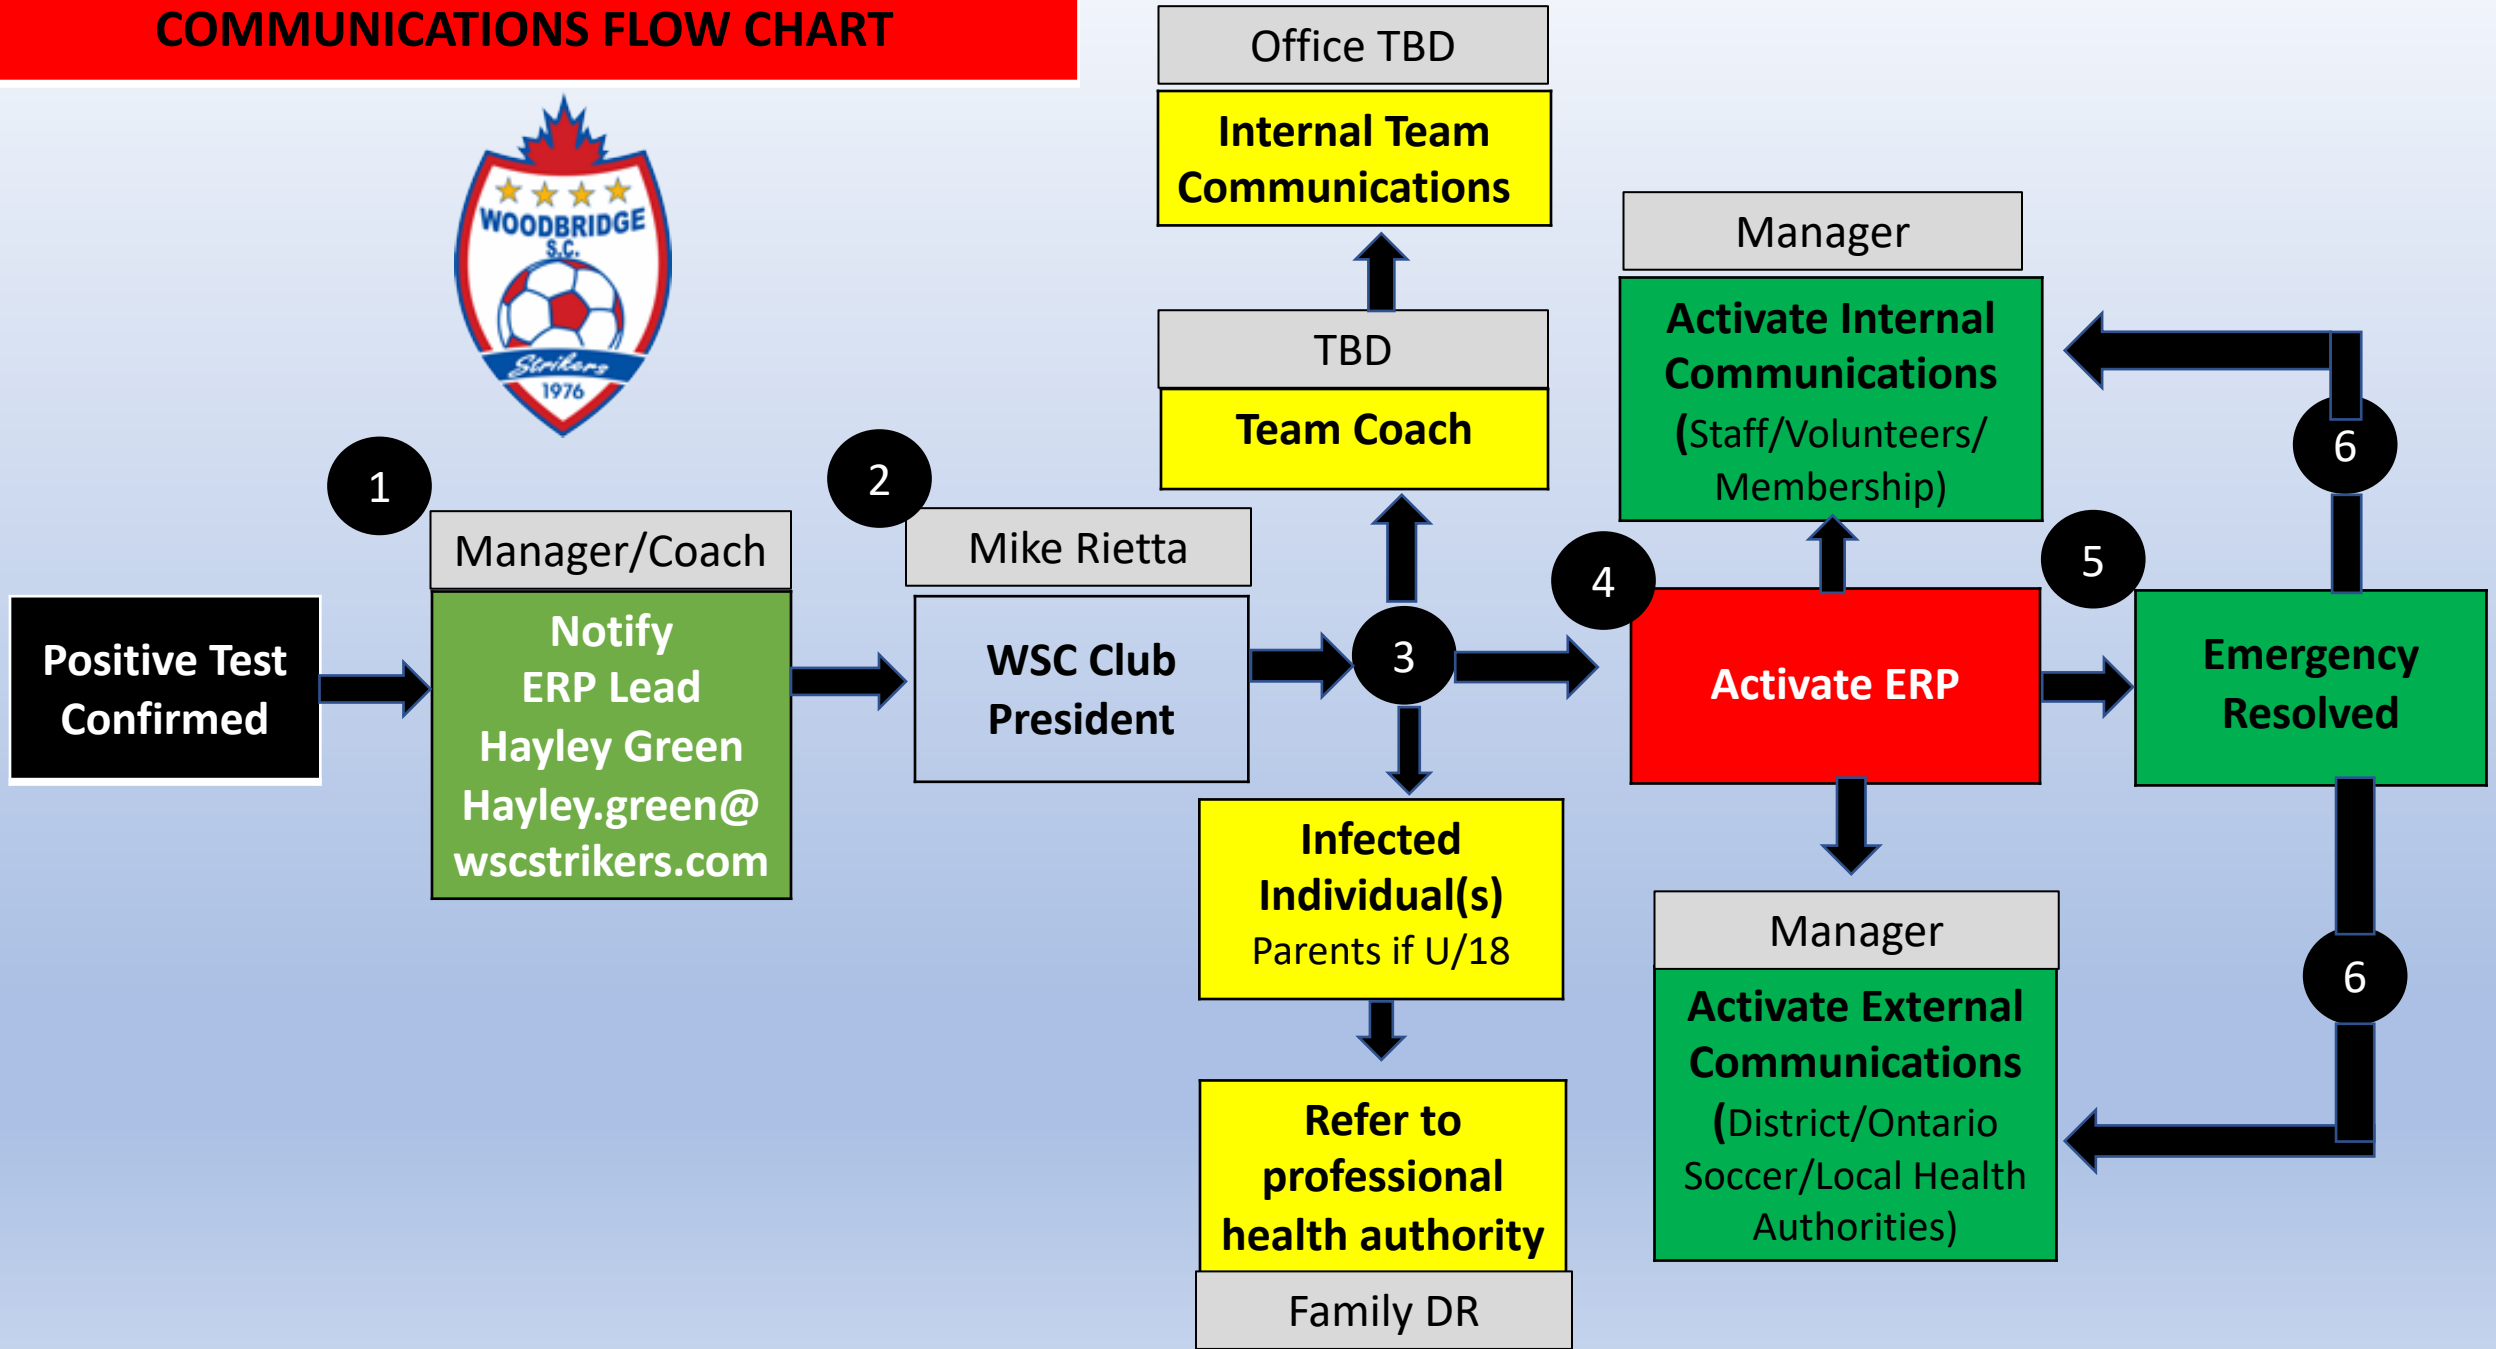 COMMUNICATIONS FLOW CHART
WOODBRIDGE
S.C.
Strikers
1976
Positive Test
Confirmed
1
Manager/Coach
Notify
ERP Lead
Hayley Green
Hayley.green@
wscstrikers.com
2
Mike Rietta
WSC Club
President
3
Office TBD
Internal Team
Communications
TBD
Team Coach
Infected
Individual(s)
Parents if U/18
Refer to
professional
health authority
Family DR
4
Activate ERP
Manager
Activate Internal
Communications
(Staff/Volunteers/
Membership)
Manager
Activate External
Communications
(District/Ontario
Soccer/Local Health
Authorities)
5
Emergency
Resolved
6
6